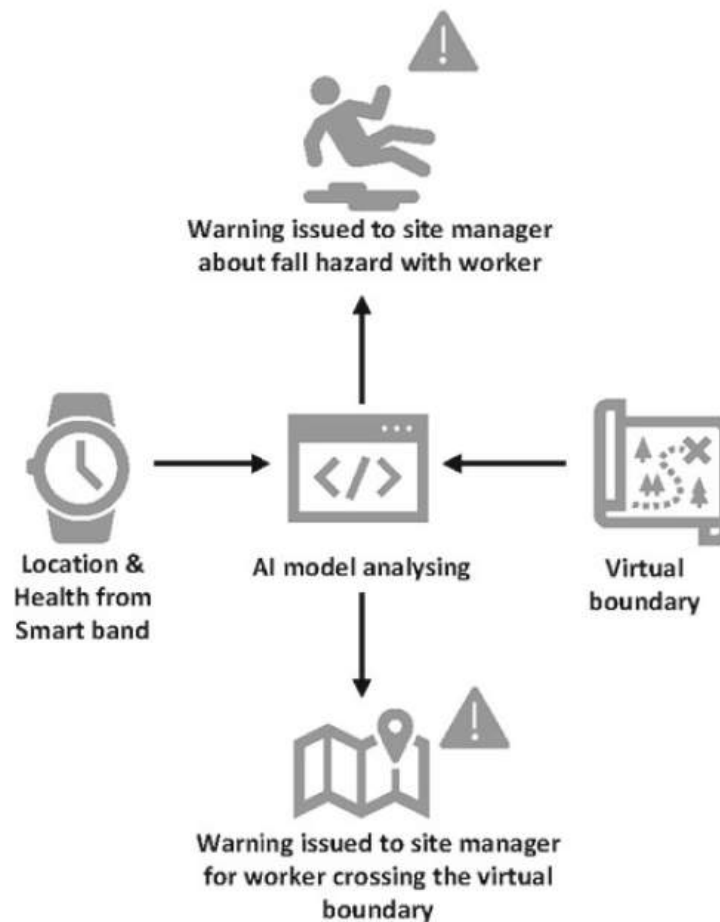 Warning issued to site manager
about fall hazard with worker
Location &
Health from
Smart band
AI model analysing
Virtual
boundary
Warning issued to site manager
for worker crossing the virtual
boundary